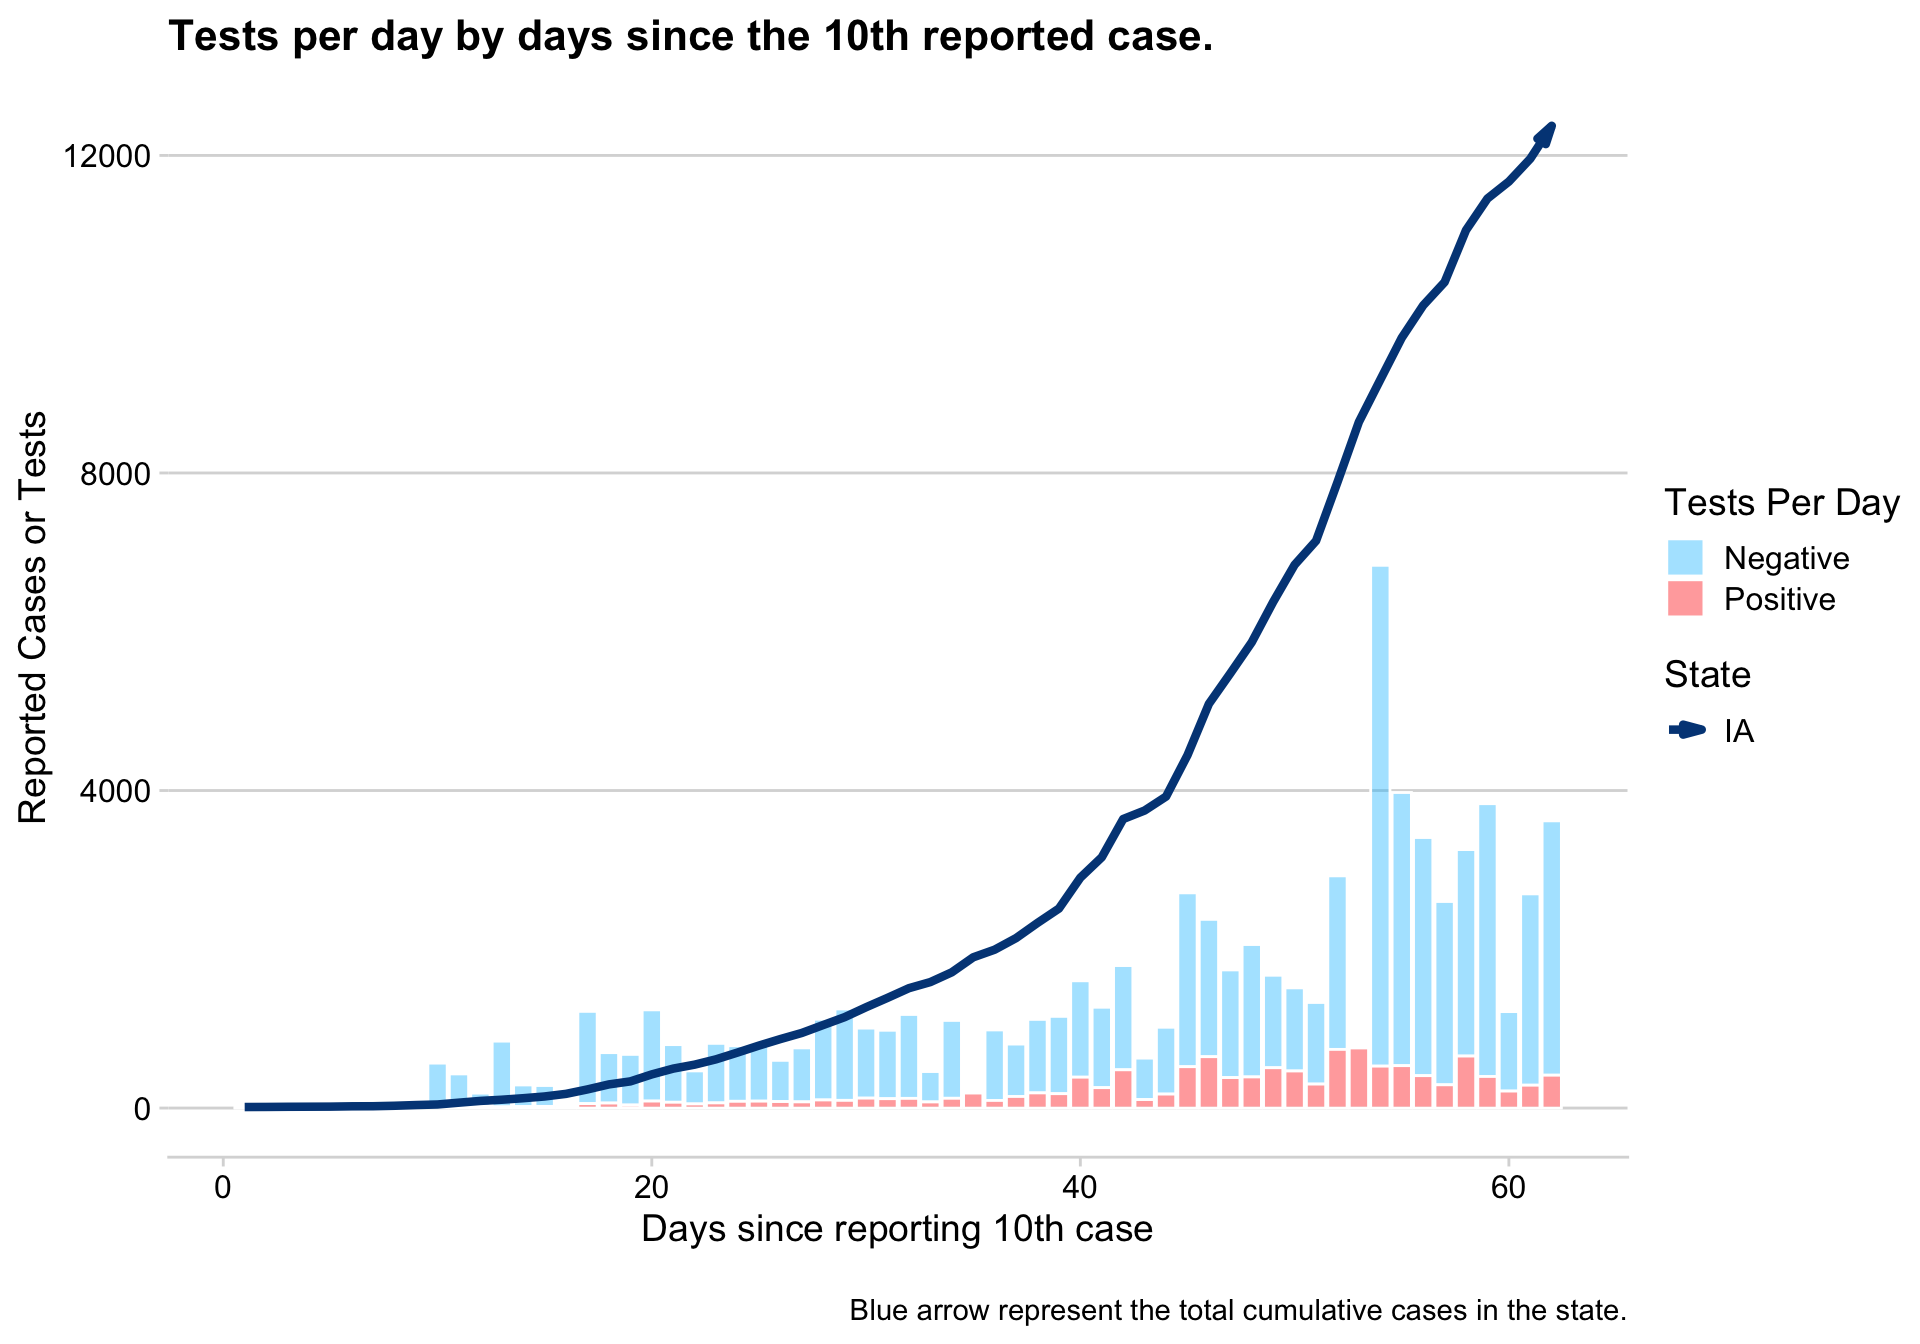 Tests per day by days since the 10th reported case.
12000
8000
4000
0
Reported Cases or Tests
0
20
40
60
Days since reporting 10th case
Tests Per Day
Negative
Positive
State
IA
Blue arrow represent the total cumulative cases in the state.